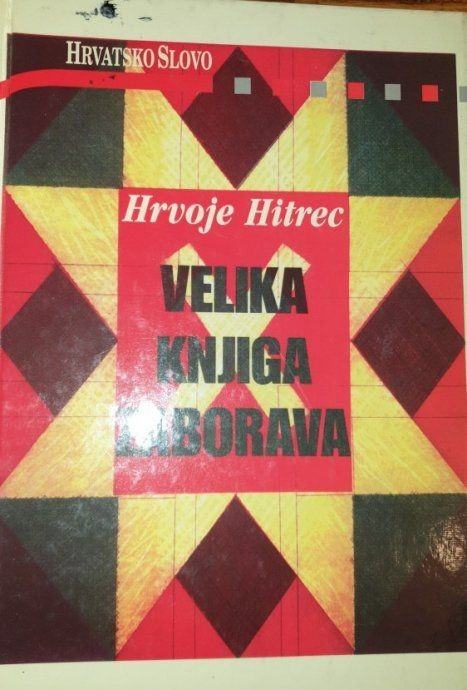 HRVATSKO SLOVO
Hrvoje Hitrec
VELIKA
KNJIGA
ZABORAVA